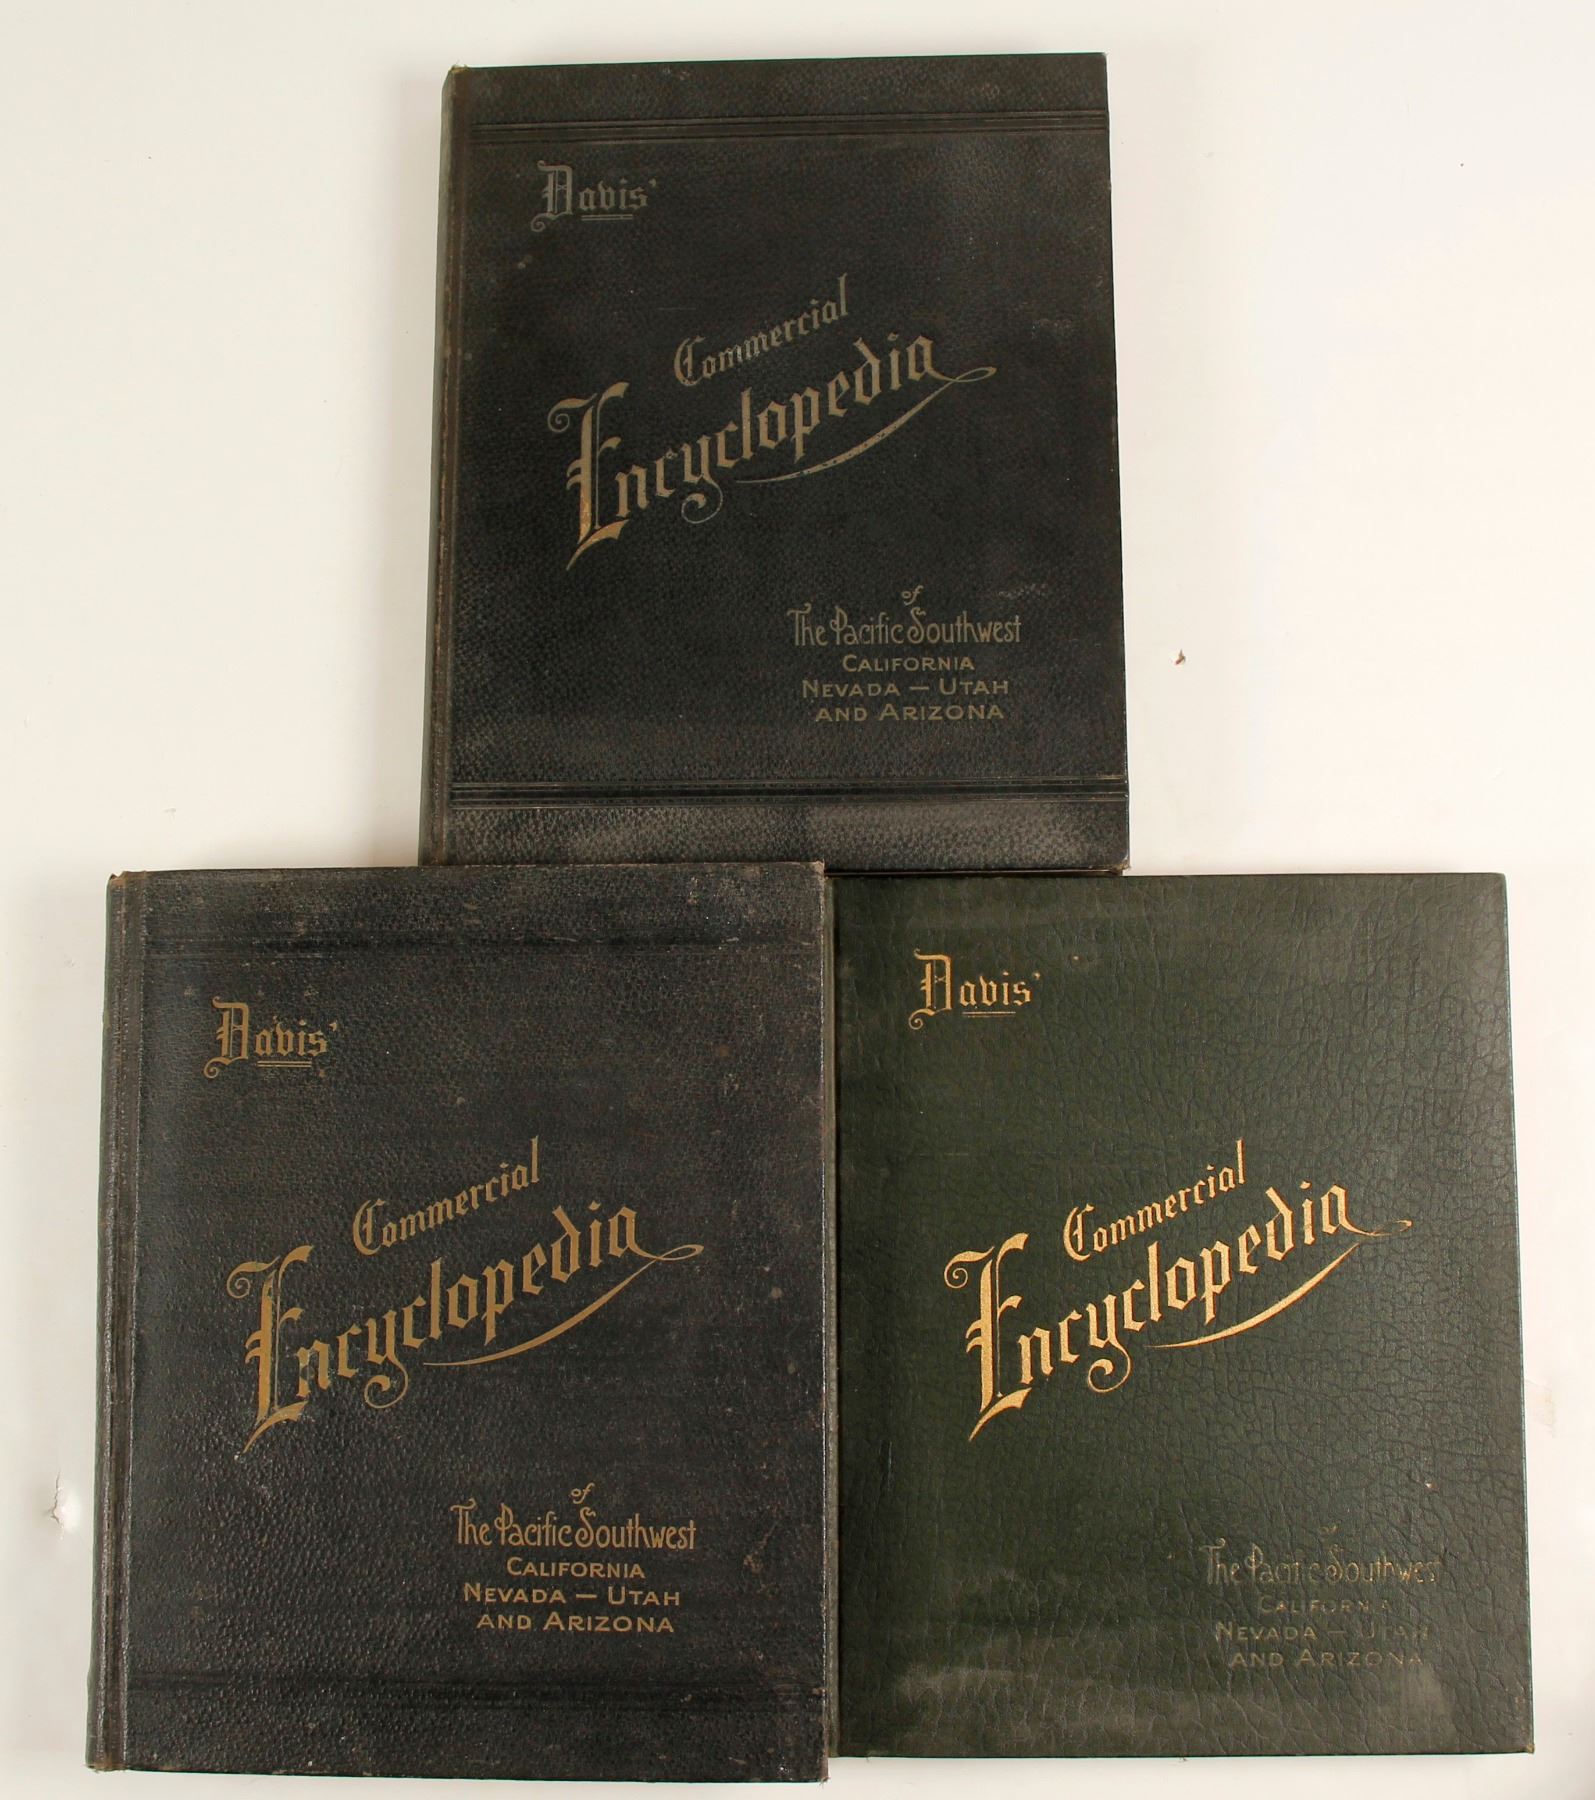 Davis'
Commercial
Encyclopedia
of
The Pacific Southwest
CALIFORNIA
NEVADA — UTAH
AND ARIZONA
Davis'
Commercial
Encyclopedia
of
The Pacific Southwest
CALIFORNIA
NEVADA — UTAH
AND ARIZONA
Davis'
Commercial
Encyclopedia
of
The Pacific Southwest
CALIFORNIA
NEVADA — UTAH
AND ARIZONA